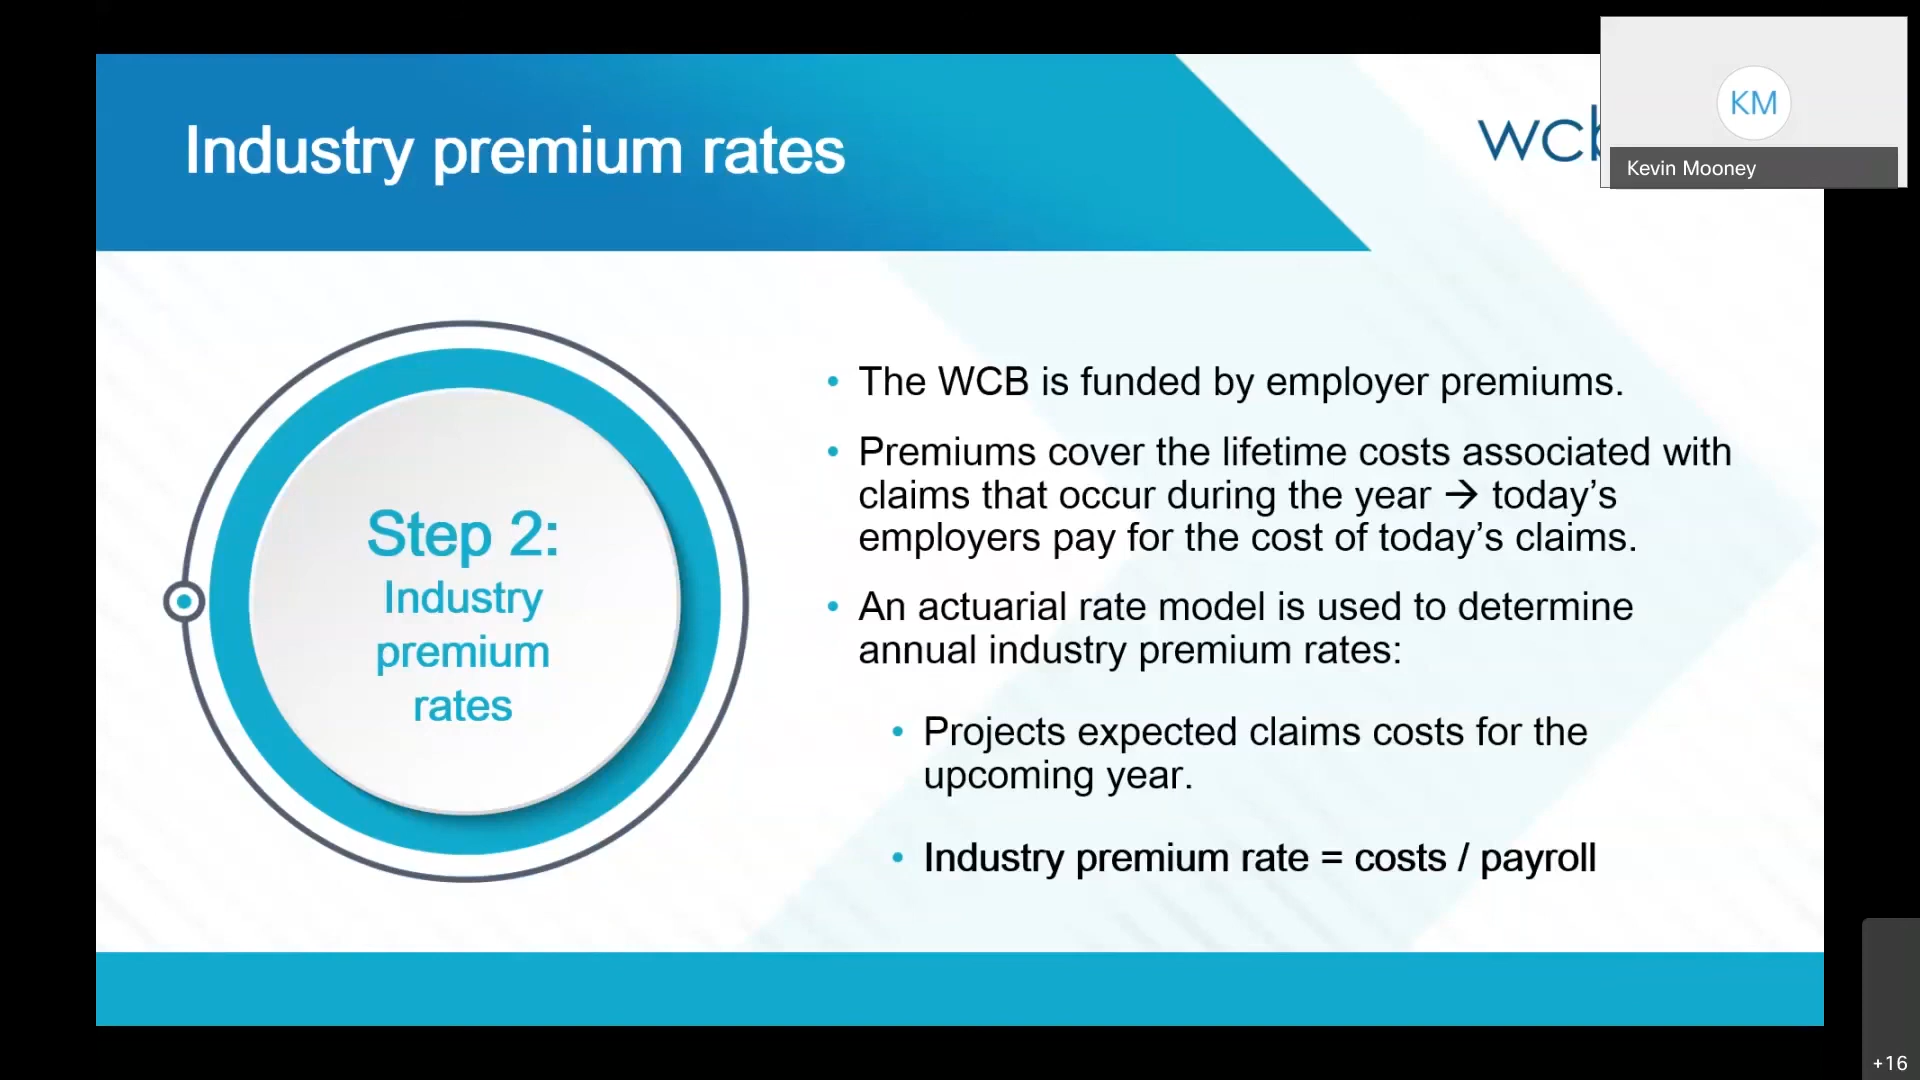 Industry premium rates
wcb
KM
Kevin Mooney
Step 2:
Industry
premium
rates
• The WCB is funded by employer premiums.
• Premiums cover the lifetime costs associated with
claims that occur during the year → today’s
employers pay for the cost of today’s claims.
• An actuarial rate model is used to determine
annual industry premium rates:
• Projects expected claims costs for the
upcoming year.
• Industry premium rate = costs / payroll
+16